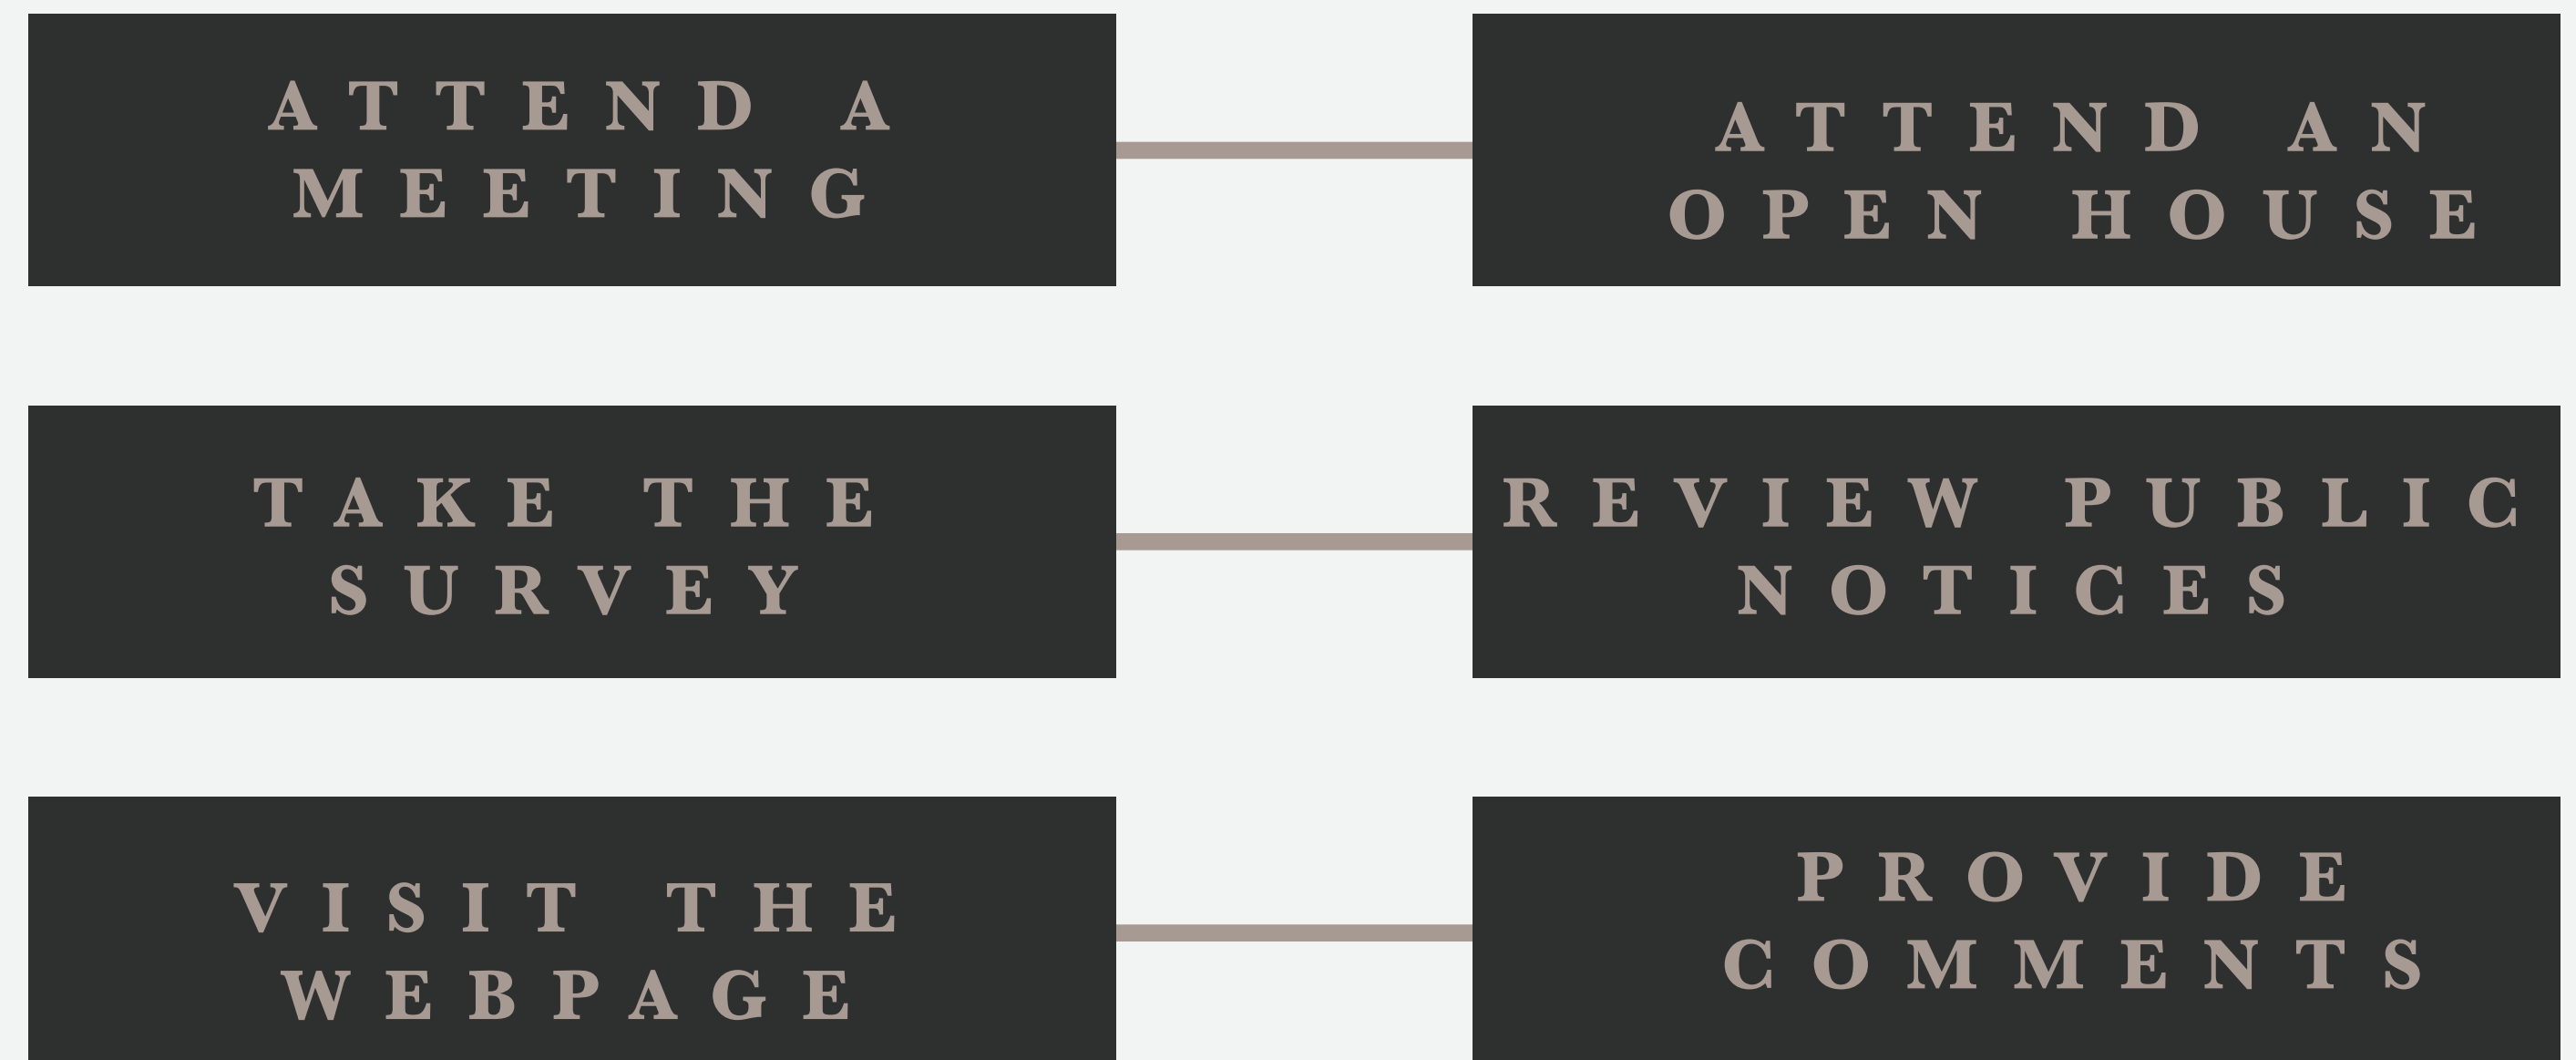 ATTEND A
MEETING
ATTEND AN
OPEN HOUSE
TAKE THE
SURVEY
REVIEW PUBLIC
NOTICES
VISIT THE
WEBPAGE
PROVIDE
COMMENTS